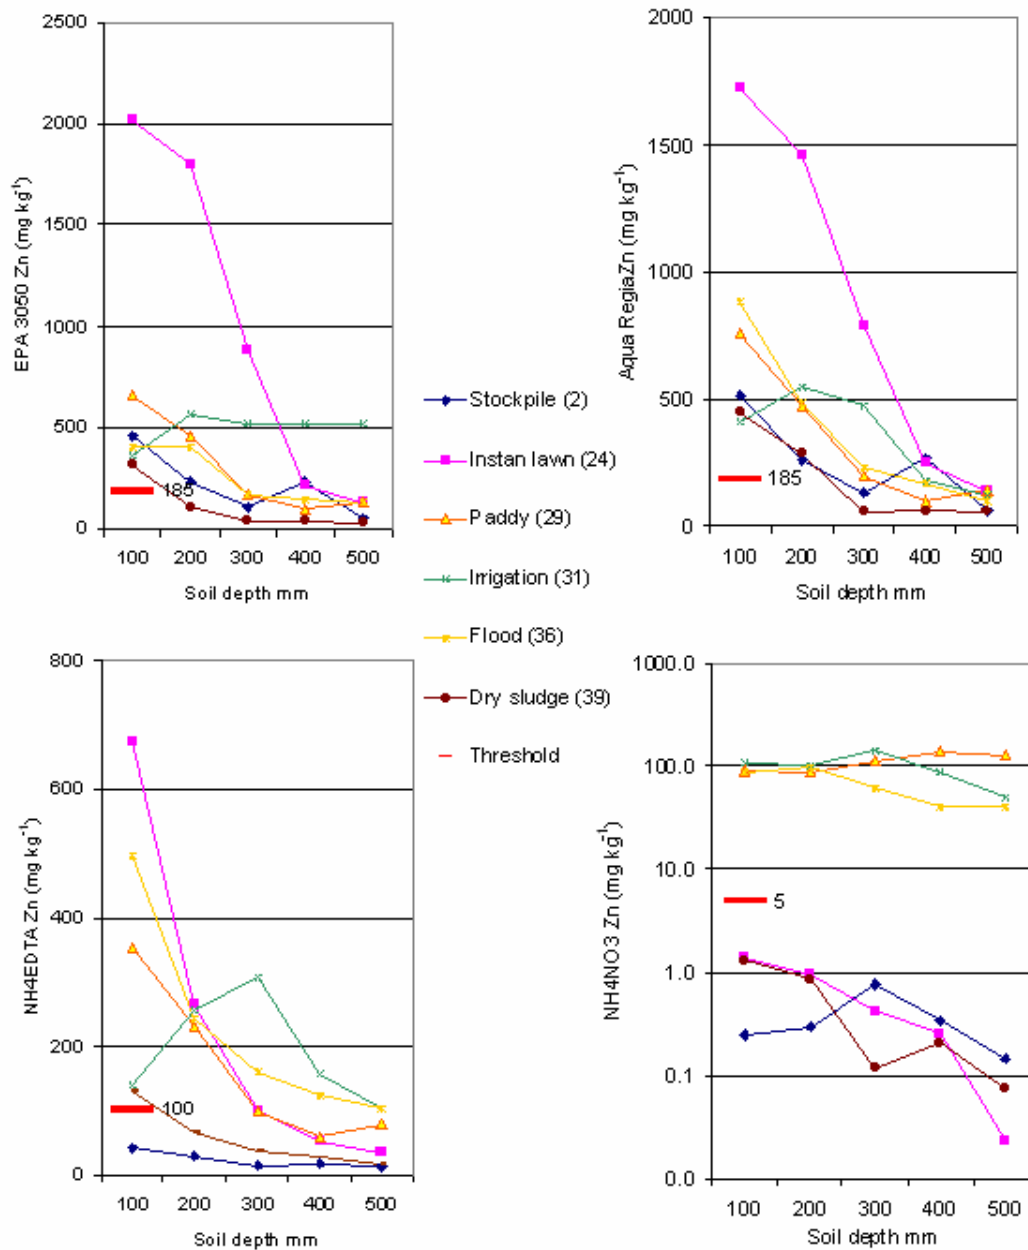 EPA 3050 Zn (mg kg-1)
2500
2000
1500
1000
500
0
185
100 200 300 400 500
Soil depth mm
Aqua RegiaZn (mg kg-1)
2000
1500
1000
500
0
185
100 200 300 400 500
Soil depth mm
Stockpile (2)
Instan lawn (24)
Paddy (29)
Irrigation (31)
Flood (36)
Dry sludge (39)
Threshold
NH4EDTA Zn (mg kg-1)
800
600
400
200
0
100
100 200 300 400 500
Soil depth mm
NH4NO3 Zn (mg kg-1)
1000.0
100.0
10.0
1.0
0.1
0.0
5
100 200 300 400 500
Soil depth mm